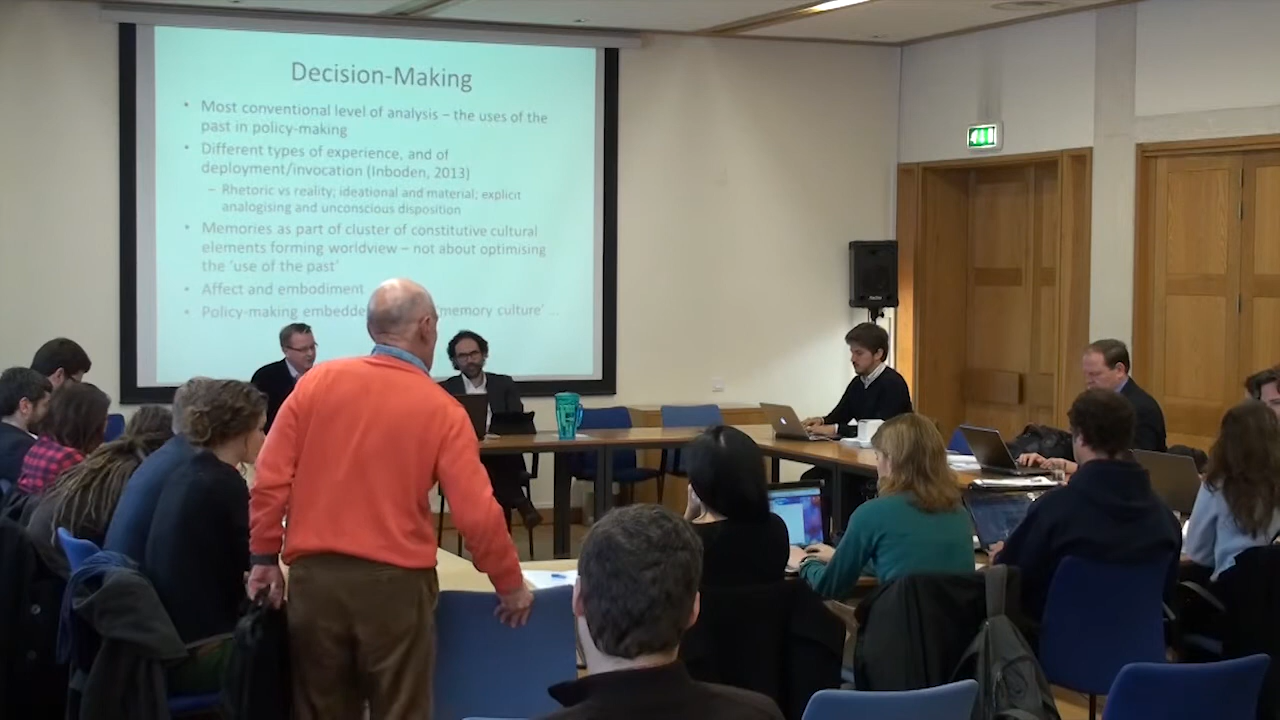 Decision-Making
• Most conventional level of analysis – the uses of the
past in policy-making
• Different types of experience, and of
deployment/invocation (Inboden, 2013)
– Rhetoric vs reality; ideational and material; explicit
analogising and unconscious disposition
• Memories as part of cluster of constitutive cultural
elements forming worldview – not about optimising
the ‘use of the past’
• Affect and embodiment
• Policy-making embedde memory culture’ ...